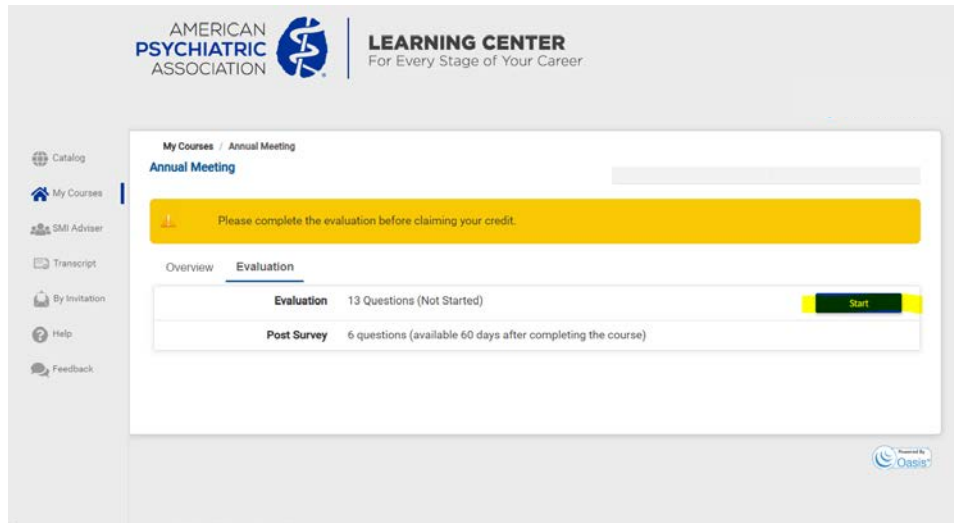 AMERICAN
PSYCHIATRIC
ASSOCIATION
LEARNING CENTER
For Every Stage of Your Career
Catalog
My Courses
SMI Adviser
Transcript
By Invitation
Help
Feedback
My Courses / Annual Meeting
Annual Meeting
Please complete the evaluation before claiming your credit.
Overview Evaluation
Evaluation 13 Questions (Not Started) Start
Post Survey 6 questions (available 60 days after completing the course)
Powered By
Oasis